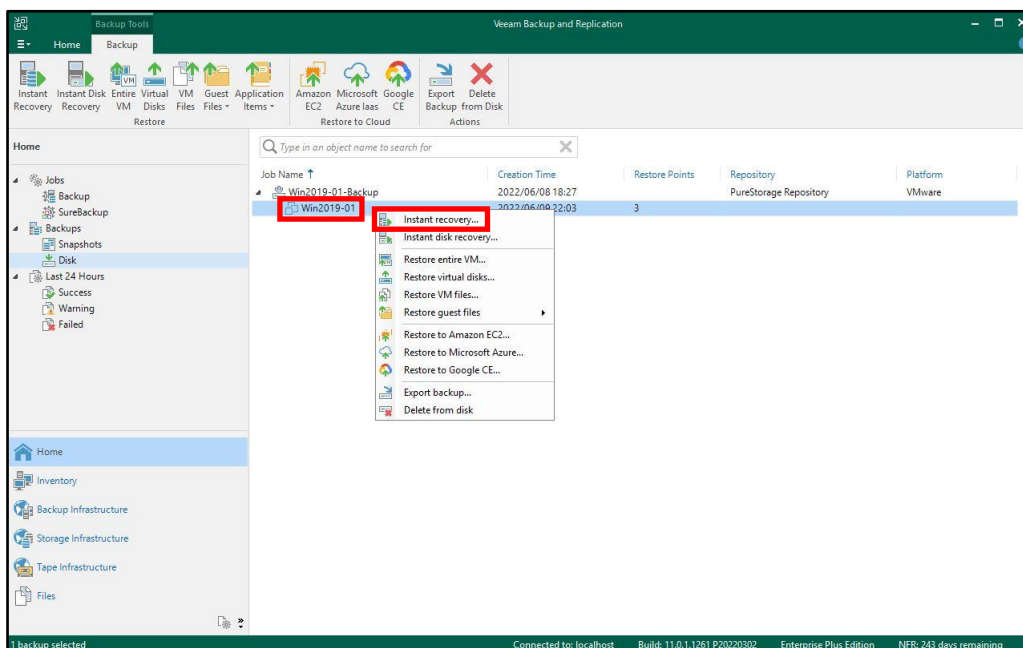 Backup Tools
Veeam Backup and Replication
Home Backup
Instant Recovery
Instant Disk Recovery
Entire VM
Virtual Disks
VM Files
Guest Files
Application Items
Amazon EC2
Microsoft Azure Iaas
Google CE
Export Backup
Delete from Disk
Restore
Restore to Cloud
Actions
Home
Type in an object name to search for
Jobs
Backup
SureBackup
Backups
Snapshots
Disk
Last 24 Hours
Success
Warning
Failed
Job Name Creation Time Restore Points Repository Platform
Win2019-01-Backup 2022/06/08 18:27 PureStorage Repository VMware
Win2019-01 2022/06/09 22:03 3
Instant recovery...
Instant disk recovery...
Restore entire VM...
Restore virtual disks...
Restore VM files...
Restore guest files
Restore to Amazon EC2...
Restore to Microsoft Azure...
Restore to Google CE...
Export backup...
Delete from disk
Home
Inventory
Backup Infrastructure
Storage Infrastructure
Tape Infrastructure
Files
1 backup selected
Connected to: localhost Build: 11.0.1.1261 P20220302 Enterprise Plus Edition NFR: 243 days remaining